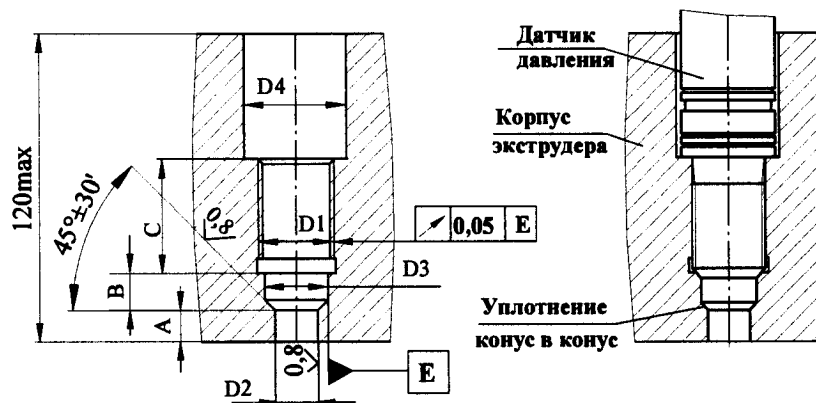 120max
45°±30'
0,8
C
B
A
D4
D1
D3
0,05 E
0,8
D2
E
Датчик
давления
Корпус
экструдера
Уплотнение
конус в конус